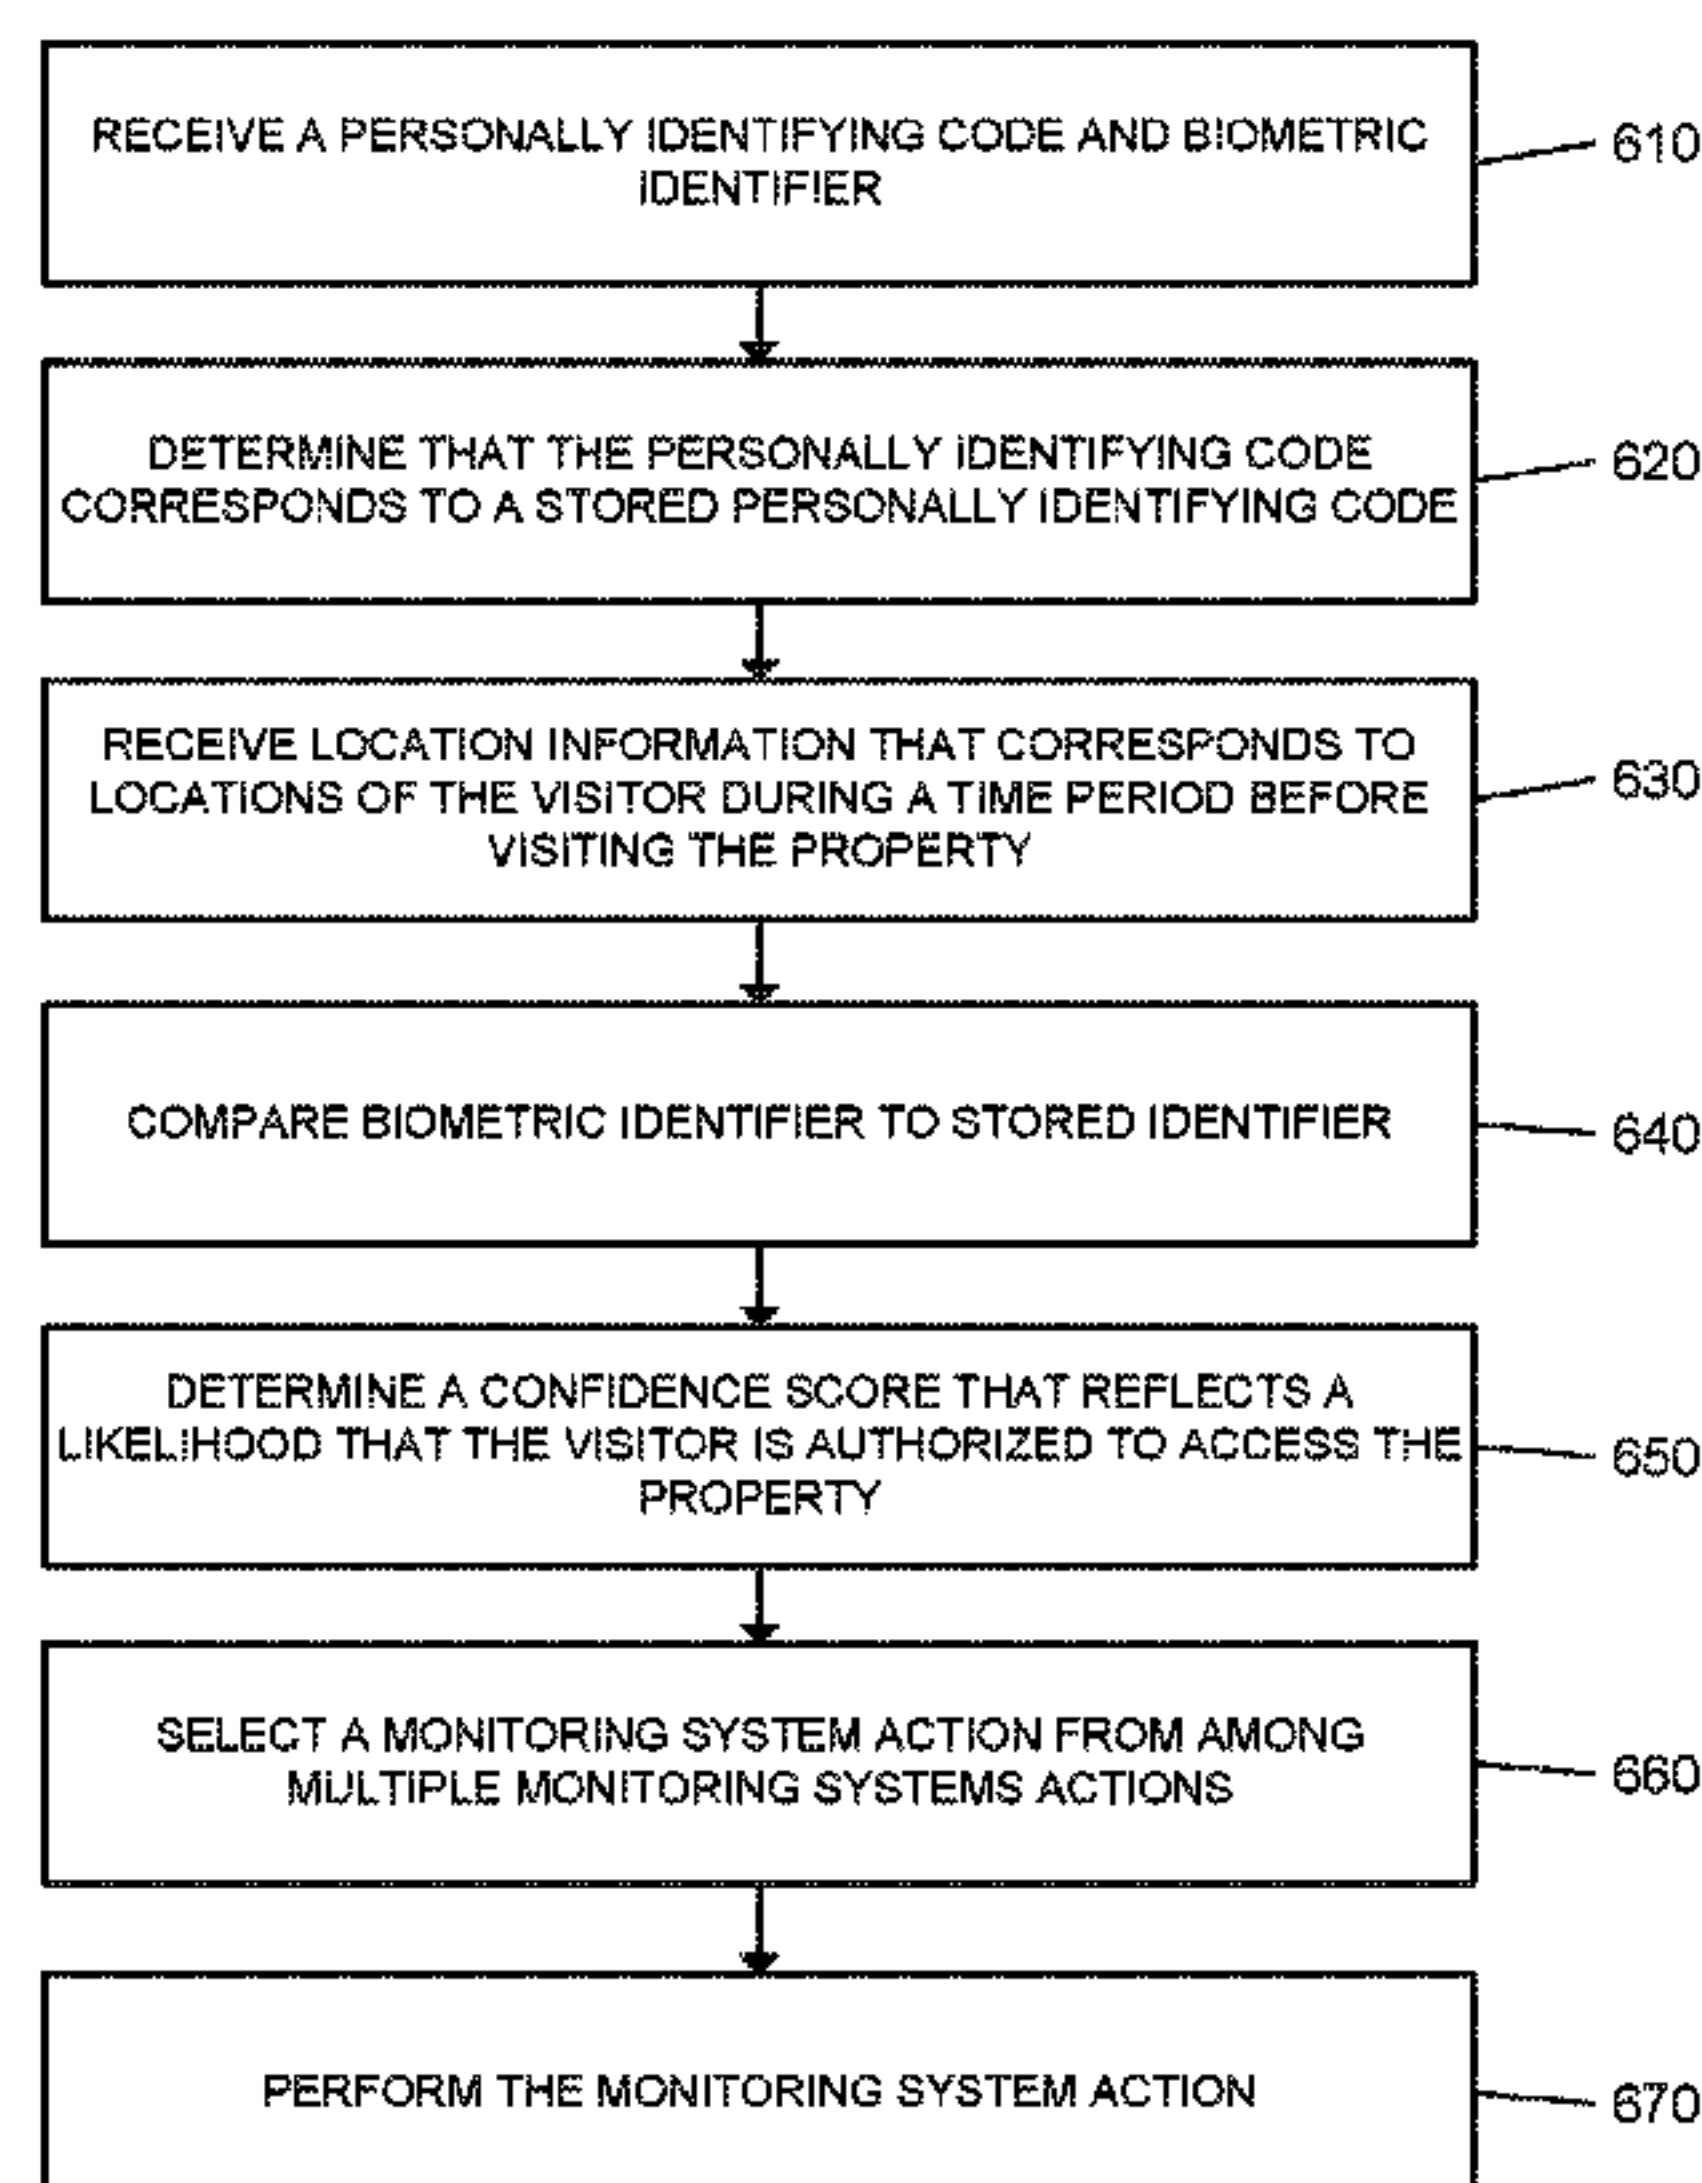 RECEIVE A PERSONALLY IDENTIFYING CODE AND BIOMETRIC
IDENTIFIER
610
DETERMINE THAT THE PERSONALLY IDENTIFYING CODE
CORRESPONDS TO A STORED PERSONALLY IDENTIFYING CODE
620
RECEIVE LOCATION INFORMATION THAT CORRESPONDS TO
LOCATIONS OF THE VISITOR DURING A TIME PERIOD BEFORE
VISITING THE PROPERTY
630
COMPARE BIOMETRIC IDENTIFIER TO STORED IDENTIFIER
640
DETERMINE A CONFIDENCE SCORE THAT REFLECTS A
LIKELIHOOD THAT THE VISITOR IS AUTHORIZED TO ACCESS THE
PROPERTY
650
SELECT A MONITORING SYSTEM ACTION FROM AMONG
MULTIPLE MONITORING SYSTEMS ACTIONS
660
PERFORM THE MONITORING SYSTEM ACTION
670